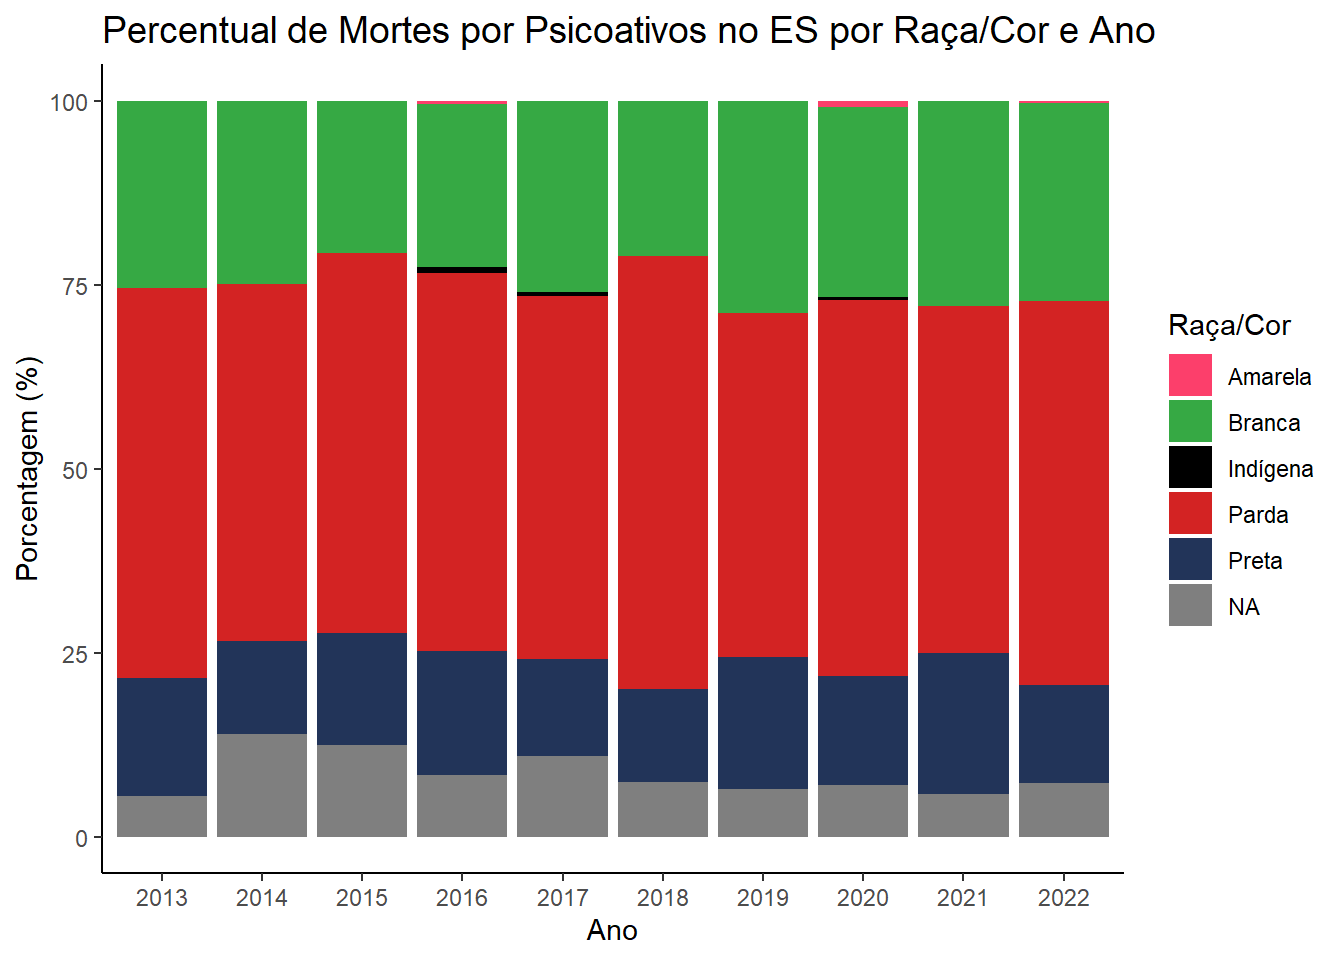 Percentual de Mortes por Psicoativos no ES por Raça/Cor e Ano
Porcentagem (%)
100
75
50
25
0
2013 2014 2015 2016 2017 2018 2019 2020 2021 2022
Ano
Raça/Cor
Amarela
Branca
Indígena
Parda
Preta
NA